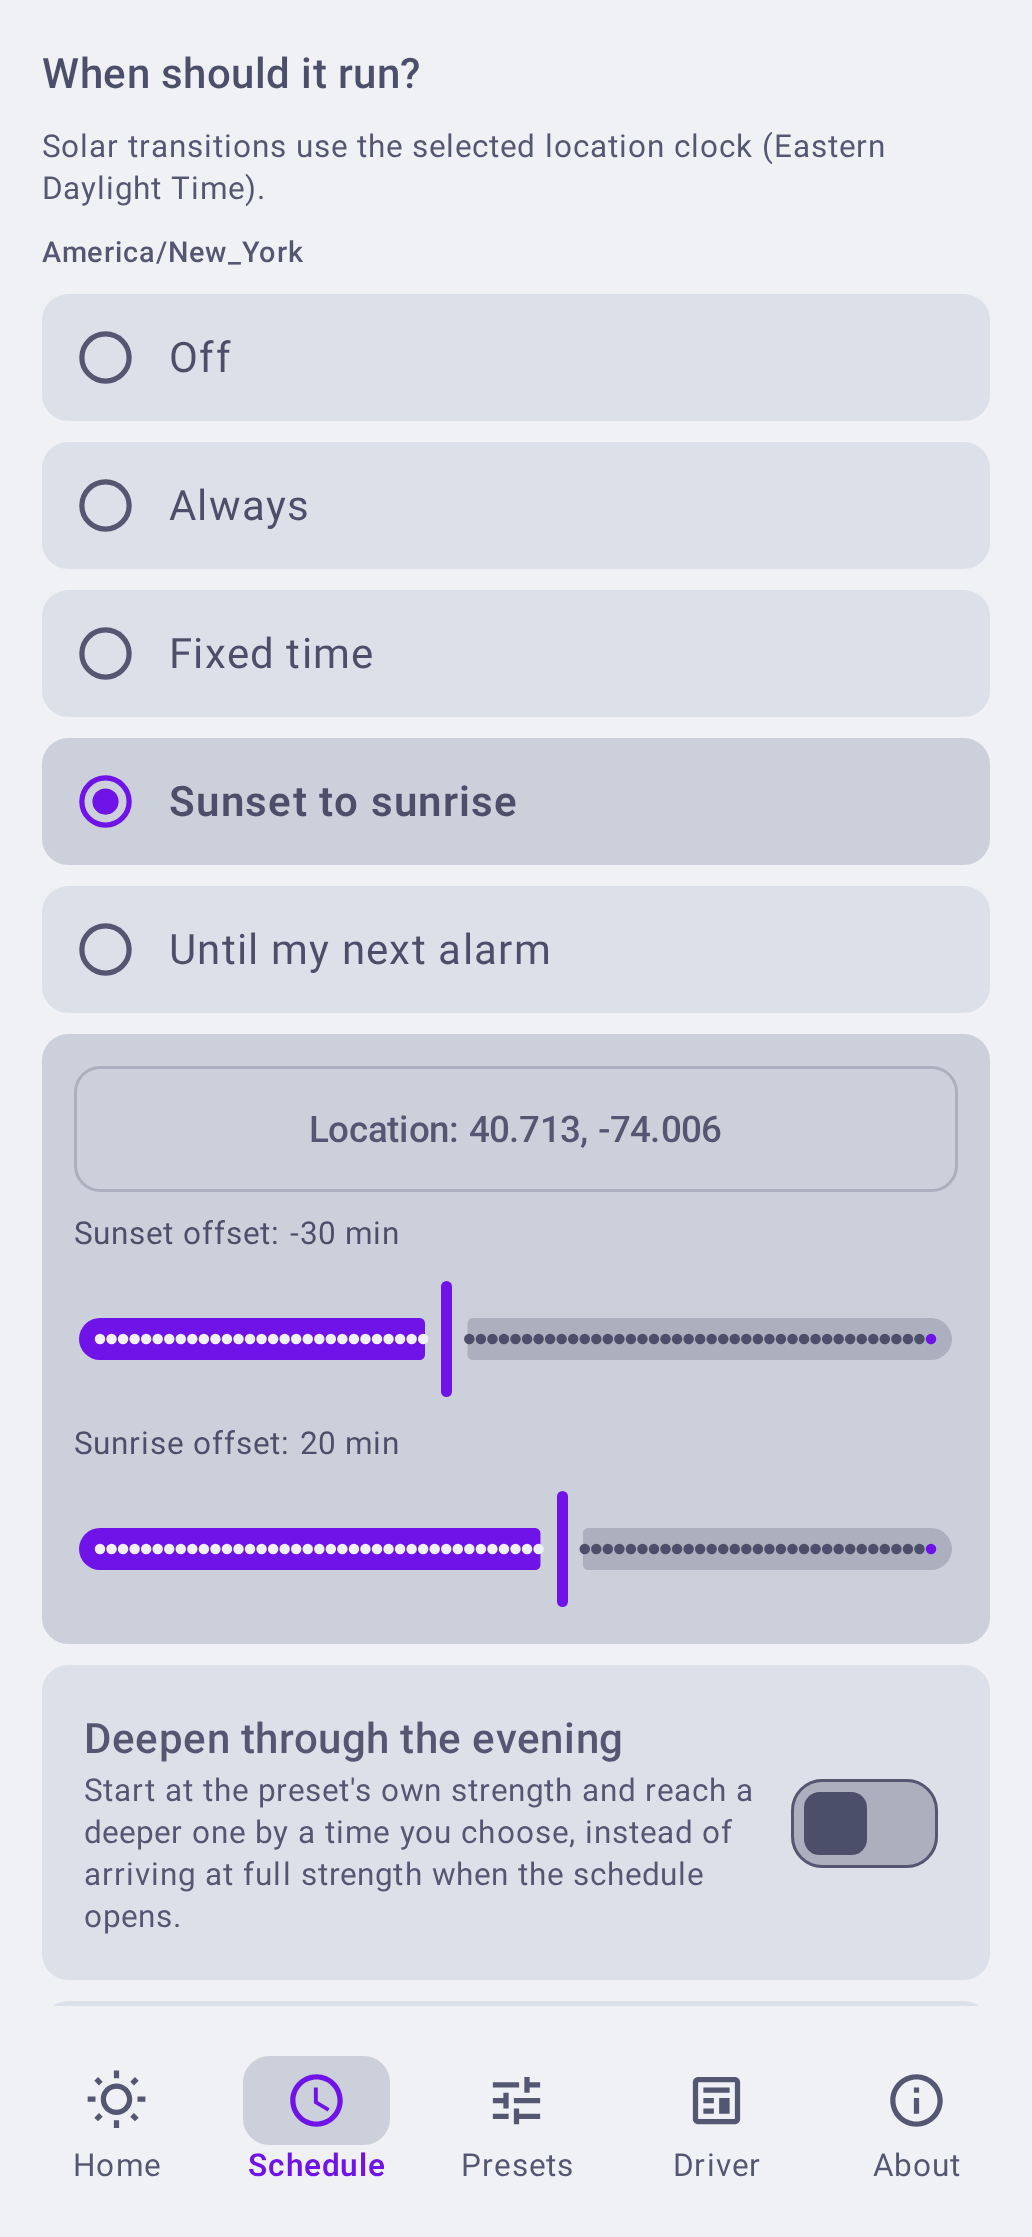 When should it run?
Solar transitions use the selected location clock (Eastern
Daylight Time).
America/New_York
Off
Always
Fixed time
Sunset to sunrise
Until my next alarm
Location: 40.713, -74.006
Sunset offset: -30 min
Sunrise offset: 20 min
Deepen through the evening
Start at the preset's own strength and reach a
deeper one by a time you choose, instead of
arriving at full strength when the schedule
opens.
Home
Schedule
Presets
Driver
About